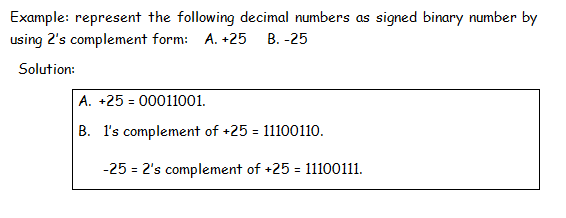 Example: represent the following decimal numbers as signed binary number by
using 2's complement form: A. +25 B. -25
Solution:
A. +25 = 00011001.
B. 1's complement of +25 = 11100110.
-25 = 2's complement of +25 = 11100111.